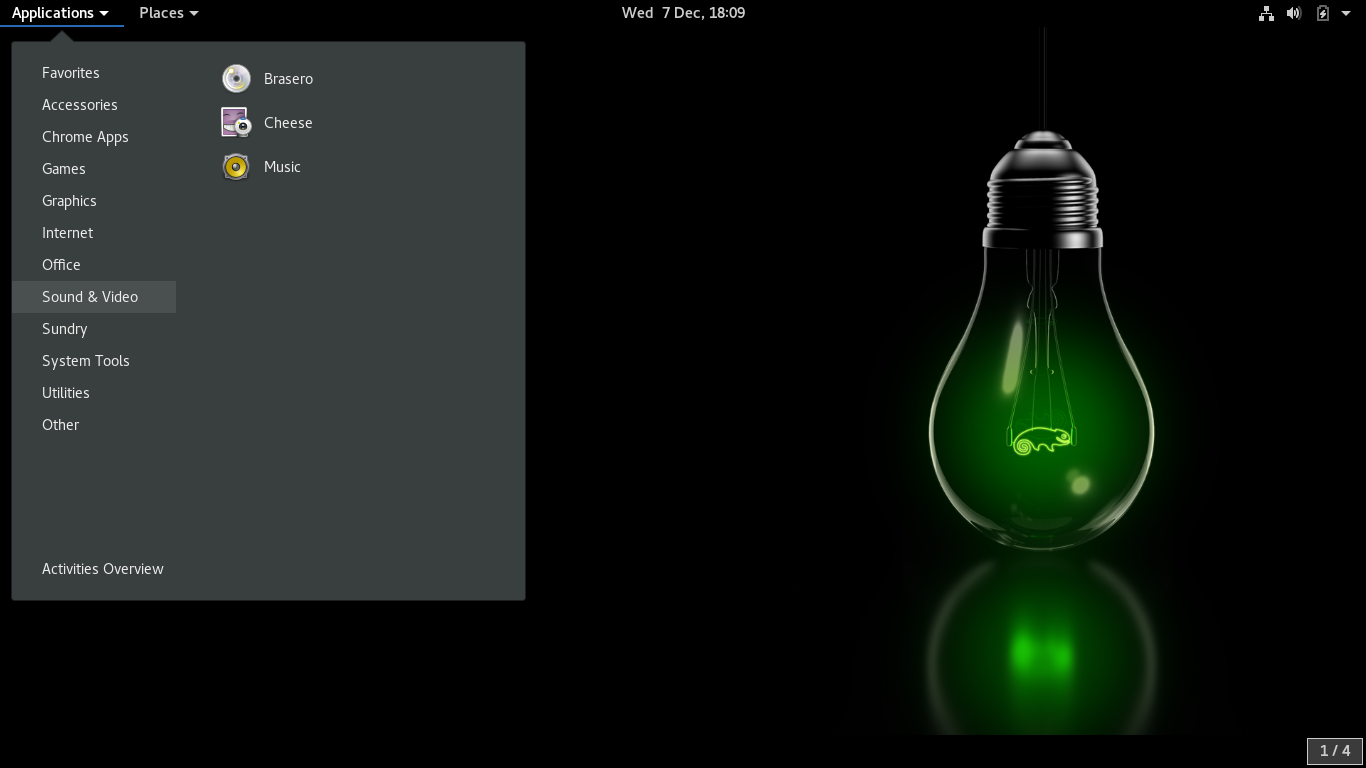 Applications Places Wed 7 Dec, 18:09
Favorites
Accessories
Chrome Apps
Games
Graphics
Internet
Office
Sound & Video
Sundry
System Tools
Utilities
Other
Activities Overview
Brasero
Cheese
Music
1 / 4